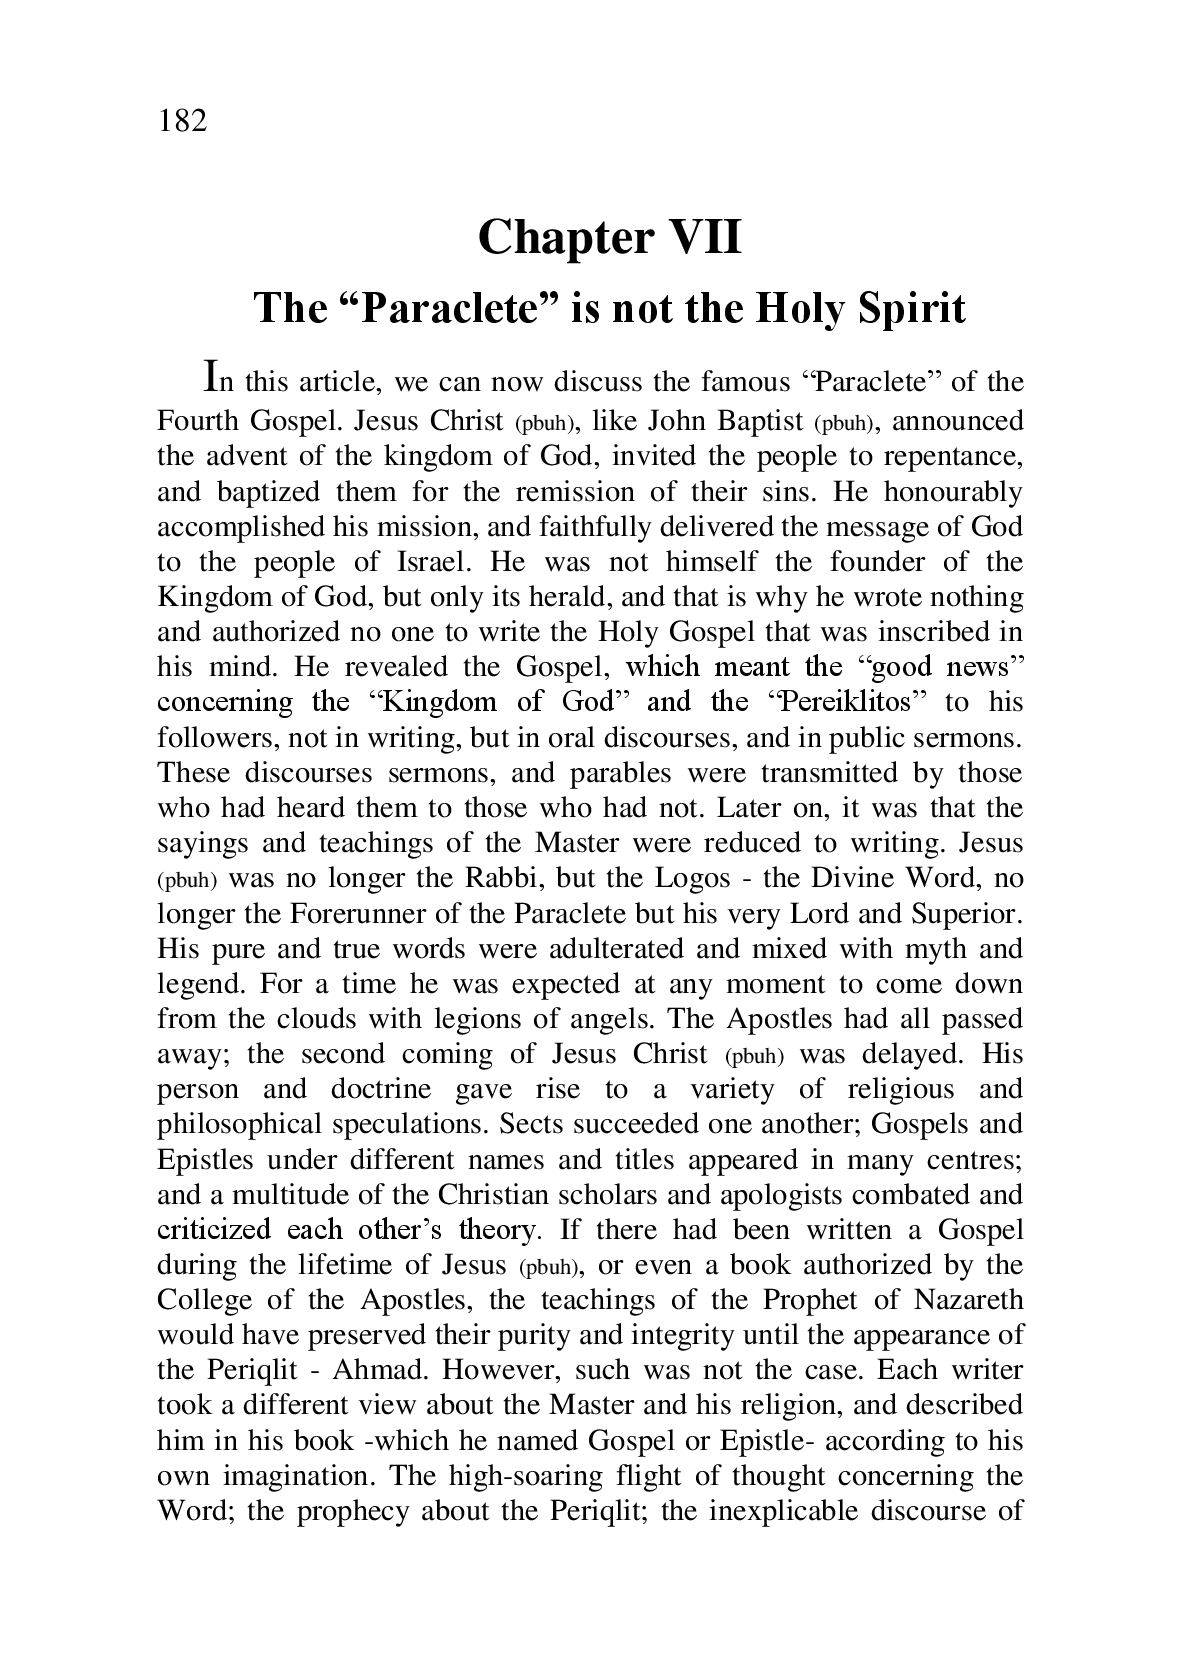 182
Chapter VII
The “Paraclete” is not the Holy Spirit
In this article, we can now discuss the famous “Paraclete” of the
Fourth Gospel. Jesus Christ (pbuh), like John Baptist (pbuh), announced
the advent of the kingdom of God, invited the people to repentance,
and baptized them for the remission of their sins. He honourably
accomplished his mission, and faithfully delivered the message of God
to the people of Israel. He was not himself the founder of the
Kingdom of God, but only its herald, and that is why he wrote nothing
and authorized no one to write the Holy Gospel that was inscribed in
his mind. He revealed the Gospel, which meant the “good news”
concerning the “Kingdom of God” and the “Pereiklitos” to his
followers, not in writing, but in oral discourses, and in public sermons.
These discourses sermons, and parables were transmitted by those
who had heard them to those who had not. Later on, it was that the
sayings and teachings of the Master were reduced to writing. Jesus
(pbuh) was no longer the Rabbi, but the Logos - the Divine Word, no
longer the Forerunner of the Paraclete but his very Lord and Superior.
His pure and true words were adulterated and mixed with myth and
legend. For a time he was expected at any moment to come down
from the clouds with legions of angels. The Apostles had all passed
away; the second coming of Jesus Christ (pbuh) was delayed. His
person and doctrine gave rise to a variety of religious and
philosophical speculations. Sects succeeded one another; Gospels and
Epistles under different names and titles appeared in many centres;
and a multitude of the Christian scholars and apologists combated and
criticized each other’s theory. If there had been written a Gospel
during the lifetime of Jesus (pbuh), or even a book authorized by the
College of the Apostles, the teachings of the Prophet of Nazareth
would have preserved their purity and integrity until the appearance of
the Periqlit - Ahmad. However, such was not the case. Each writer
took a different view about the Master and his religion, and described
him in his book -which he named Gospel or Epistle- according to his
own imagination. The high-soaring flight of thought concerning the
Word; the prophecy about the Periqlit; the inexplicable discourse of